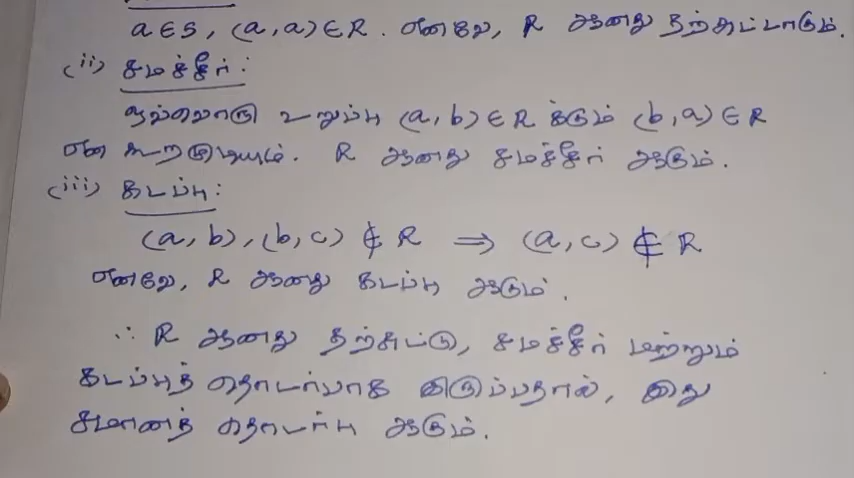 a ∈ S, (a, a) ∈ R. எனவே, R ஆனது தற்சுட்டாகும்.
(ii) சமச்சீர் :
ஒவ்வொரு உறுப்பு (a, b) ∈ R க்கும் (b, a) ∈ R
என கூறமுடியும். R ஆனது சமச்சீர் ஆகும்.
(iii) கடப்பு :
(a, b), (b, c) ∉ R ⇒ (a, c) ∉ R
எனவே, R ஆனது கடப்பு ஆகும்.
∴ R ஆனது தற்சுட்டு, சமச்சீர் மற்றும்
கடப்புத் தொடர்பாக இருப்பதால், இது
சமானத் தொடர்பு ஆகும்.